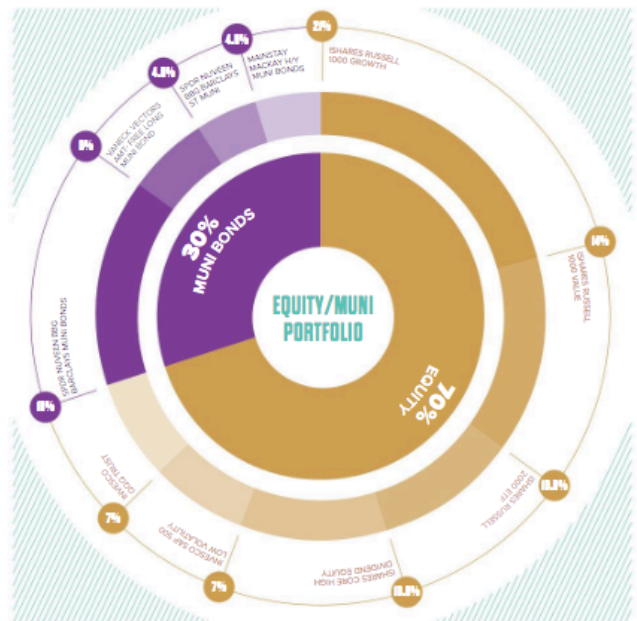 21%
ISHARES RUSSELL
1000 GROWTH
14%
ISHARES RUSSELL
1000 VALUE
ISHARES RUSSELL
2000 ETF
ISHARES CORE HIGH
DIVIDEND EQUITY
7%
INVESCO S&P 500
LOW VOLATILITY
7%
INVESCO
QQQ TRUST
SPDR NUVEEN BBG
BARCLAYS MUNI BONDS
VANECK VECTORS
AMT- FREE LONG
MUNI BOND
SPDR NUVEEN
BBQ BARCLAYS
ST MUNI
MAINSTAY
MACKAY H/Y
MUNI BONDS
30%
MUNI BONDS
70%
EQUITY
EQUITY/MUNI
PORTFOLIO